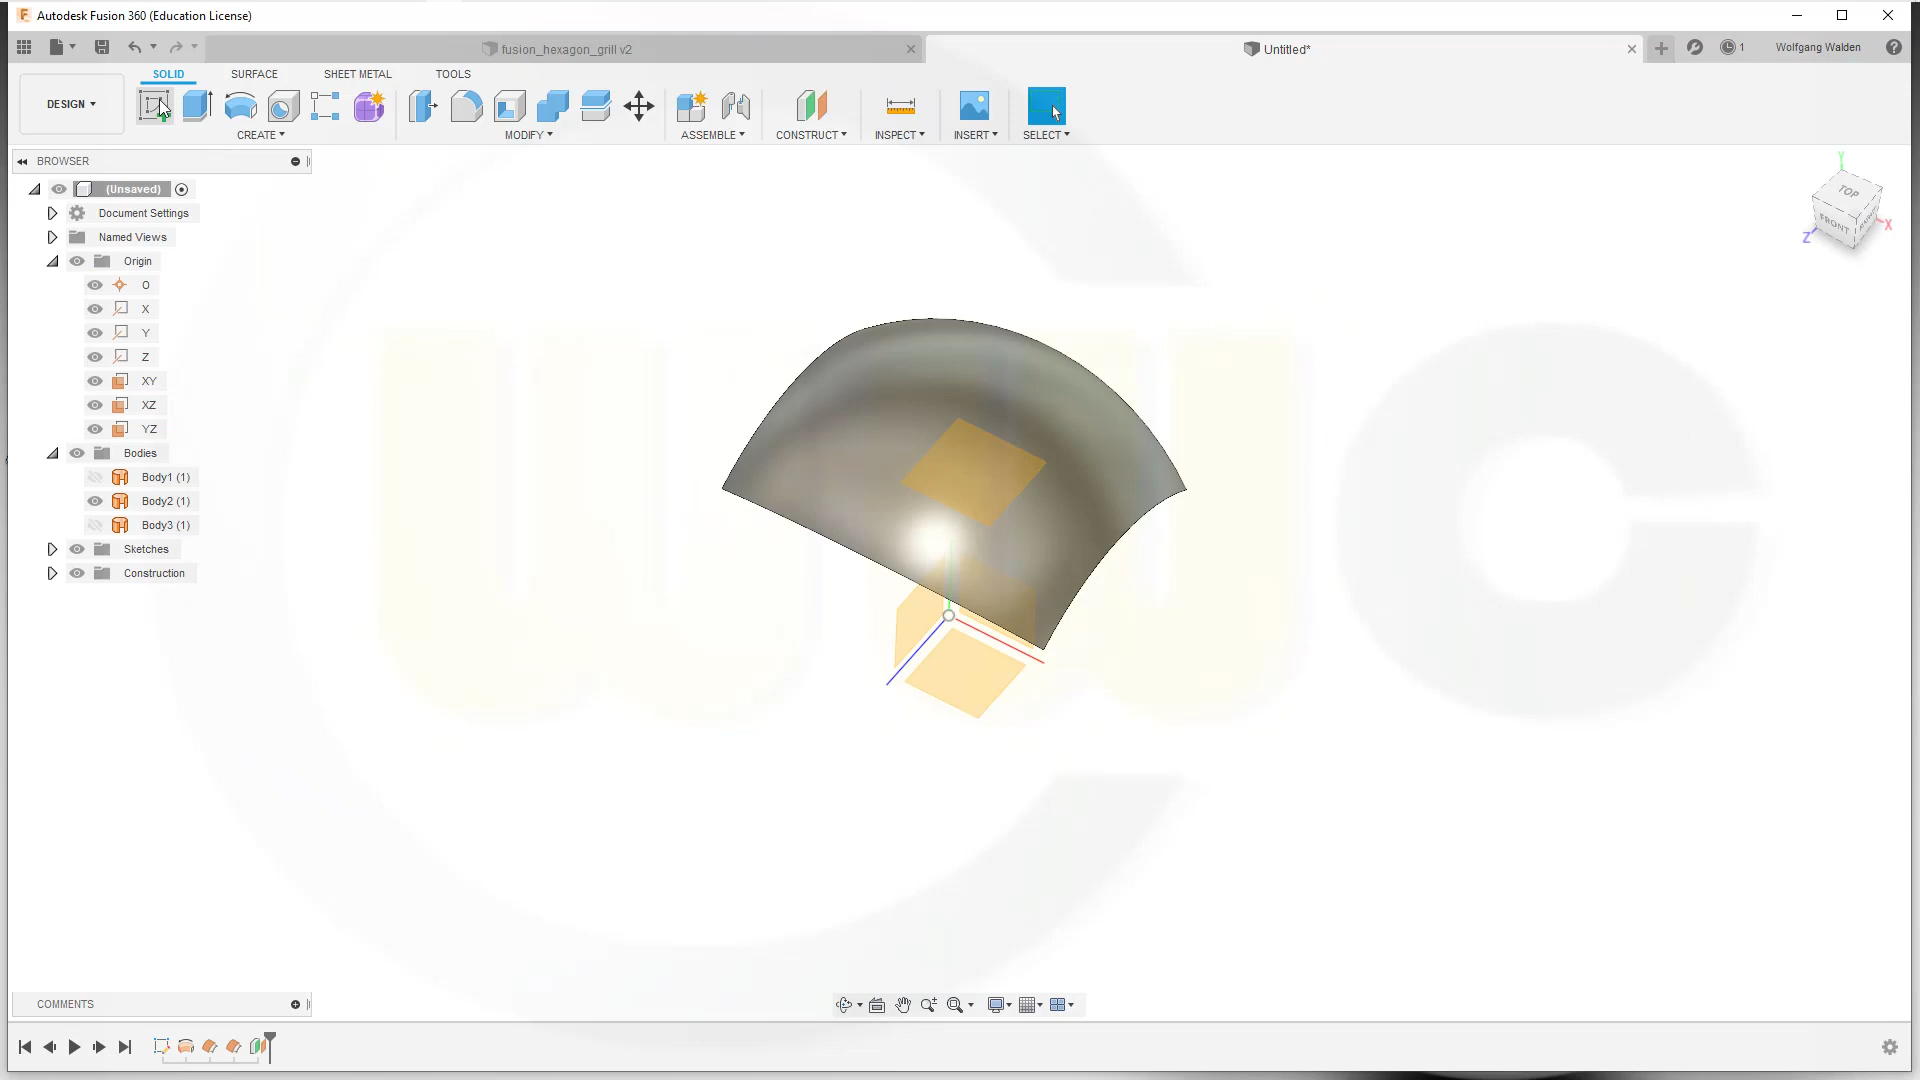 Autodesk Fusion 360 (Education License)
fusion_hexagon_grill v2
Untitled*
1
Wolfgang Walden
DESIGN
SOLID
SURFACE
SHEET METAL
TOOLS
CREATE
MODIFY
ASSEMBLE
CONSTRUCT
INSPECT
INSERT
SELECT
BROWSER
(Unsaved)
Document Settings
Named Views
Origin
O
X
Y
Z
XY
XZ
YZ
Bodies
Body1 (1)
Body2 (1)
Body3 (1)
Sketches
Construction
Y
TOP
FRONT
X
Z
wuc
COMMENTS